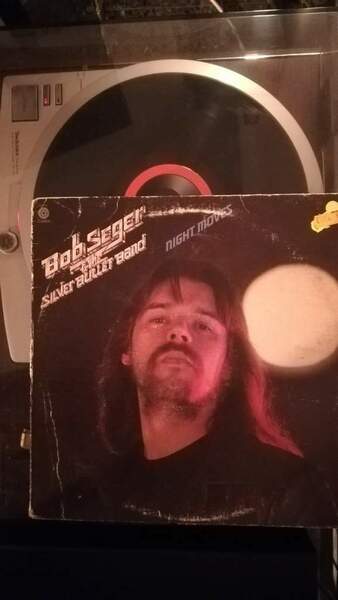 Bob Seger
& THE
SILVER BULLET Band
NIGHT MOVES